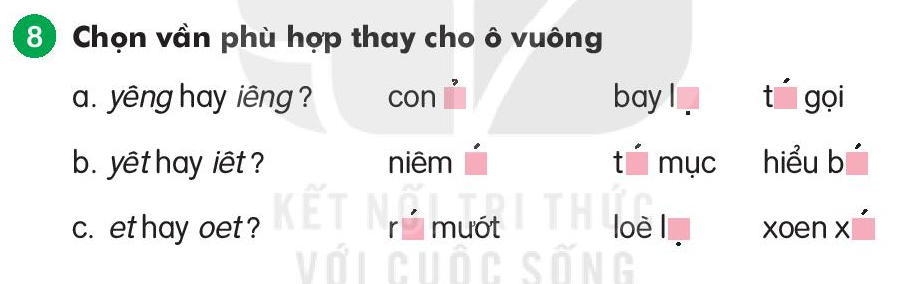 8 Chọn vần phù hợp thay cho ô vuông
a. yêng hay iêng? con ̉ bay l ̣ t ́ gọi
b. yêt hay iêt? niêm ́ t ́ mục hiểu b ́
c. et hay oet? r ́ mướt loè l ̣ xoen x ́
KẾT NỐI TRI THỨC
VỚI CUỘC SỐNG